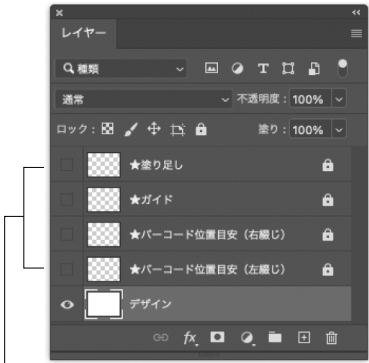 レイヤー
種類
通常
不透明度：
100%
ロック：
塗り：
100%
★塗り足し
★ガイド
★バーコード位置目安（右綴じ）
★バーコード位置目安（左綴じ）
デザイン
fx